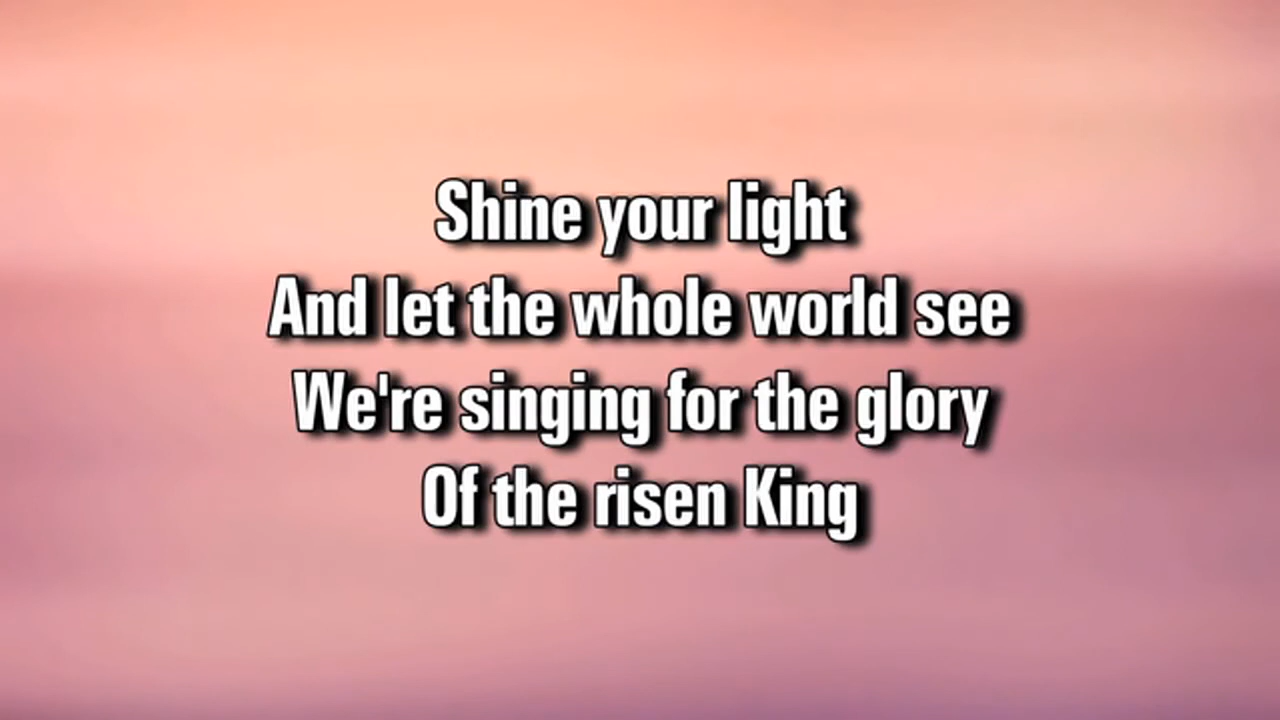 Shine your light
And let the whole world see
We're singing for the glory
Of the risen King